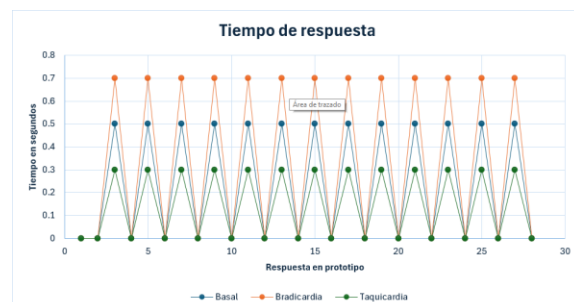 Tiempo de respuesta
Tiempo en segundos
0.8
0.7
0.6
0.5
0.4
0.3
0.2
0.1
0
Área de trazado
0 5 10 15 20 25 30
Respuesta en prototipo
Basal Bradicardia Taquicardia